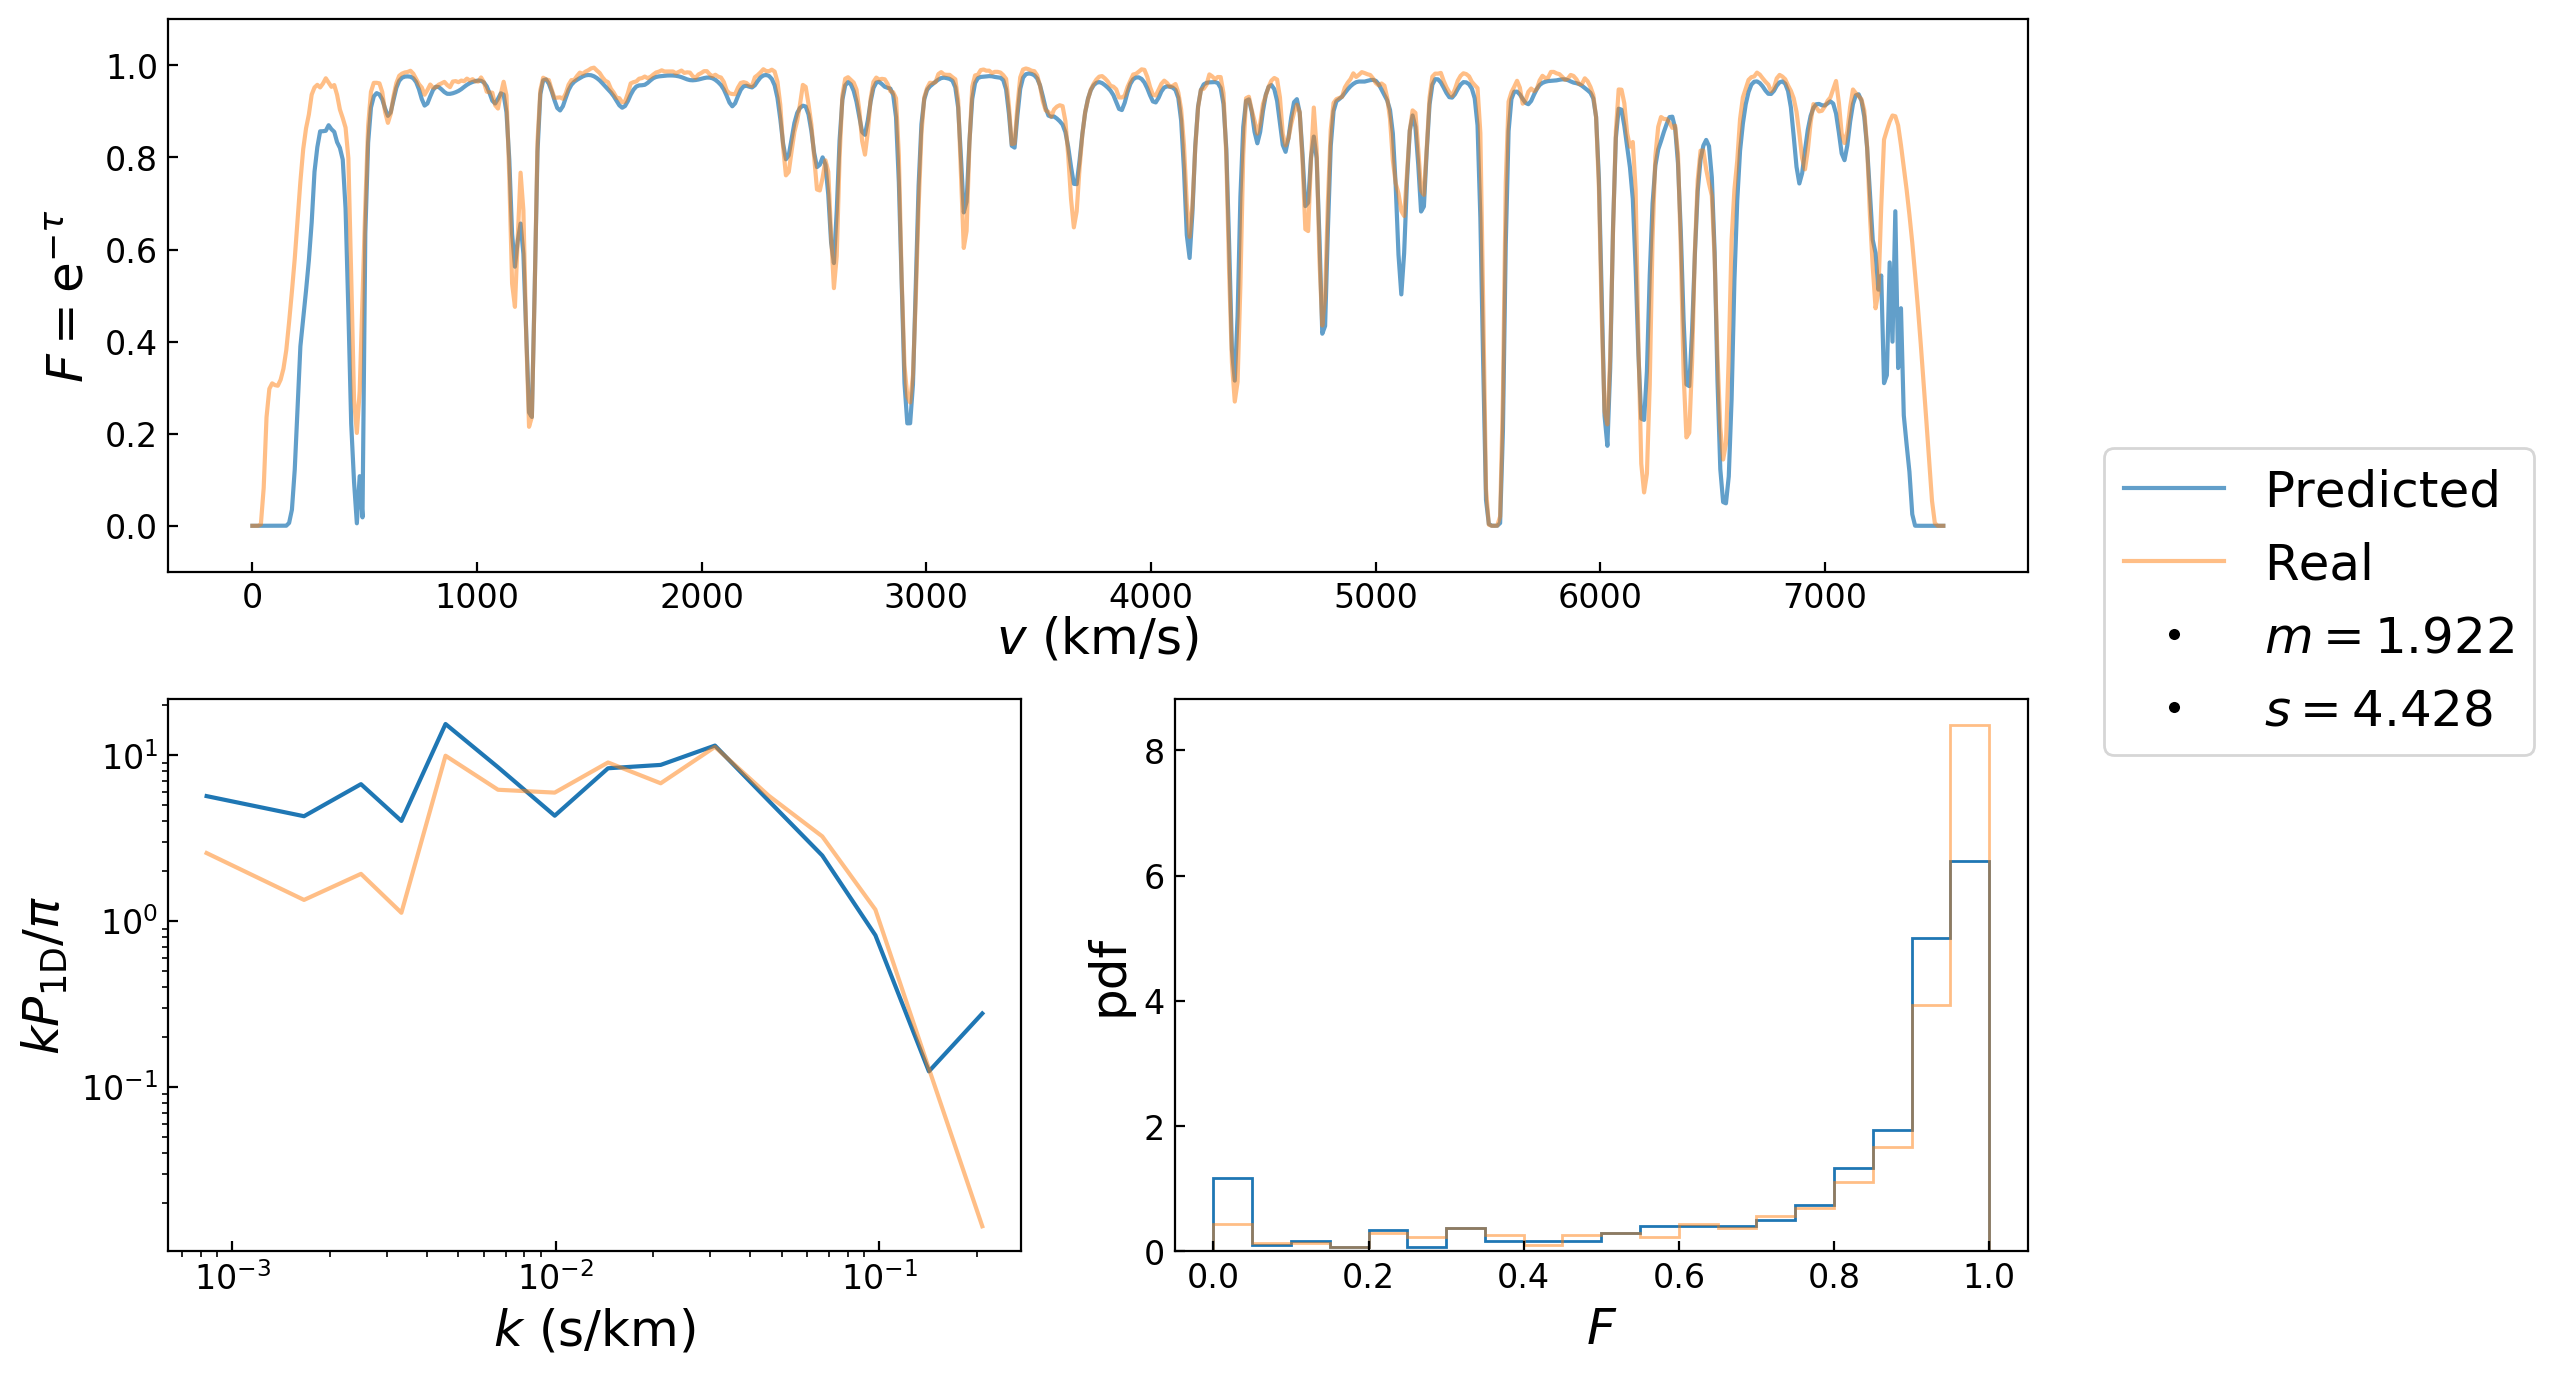 F = e^{-τ}
1.0
0.8
0.6
0.4
0.2
0.0
0 1000 2000 3000 4000 5000 6000 7000
v (km/s)
Predicted
Real
m = 1.922
s = 4.428
kP_{1D}/π
10^1
10^0
10^{-1}
10^{-3} 10^{-2} 10^{-1}
k (s/km)
pdf
8
6
4
2
0
0.0 0.2 0.4 0.6 0.8 1.0
F